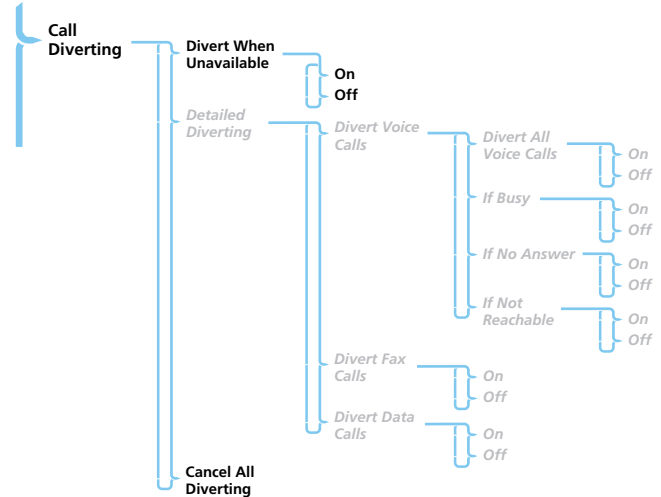 Call
Diverting
Divert When
Unavailable
On
Off
Detailed
Diverting
Divert Voice
Calls
Divert All
Voice Calls
On
Off
If Busy
On
Off
If No Answer
On
Off
If Not
Reachable
On
Off
Divert Fax
Calls
On
Off
Divert Data
Calls
On
Off
Cancel All
Diverting